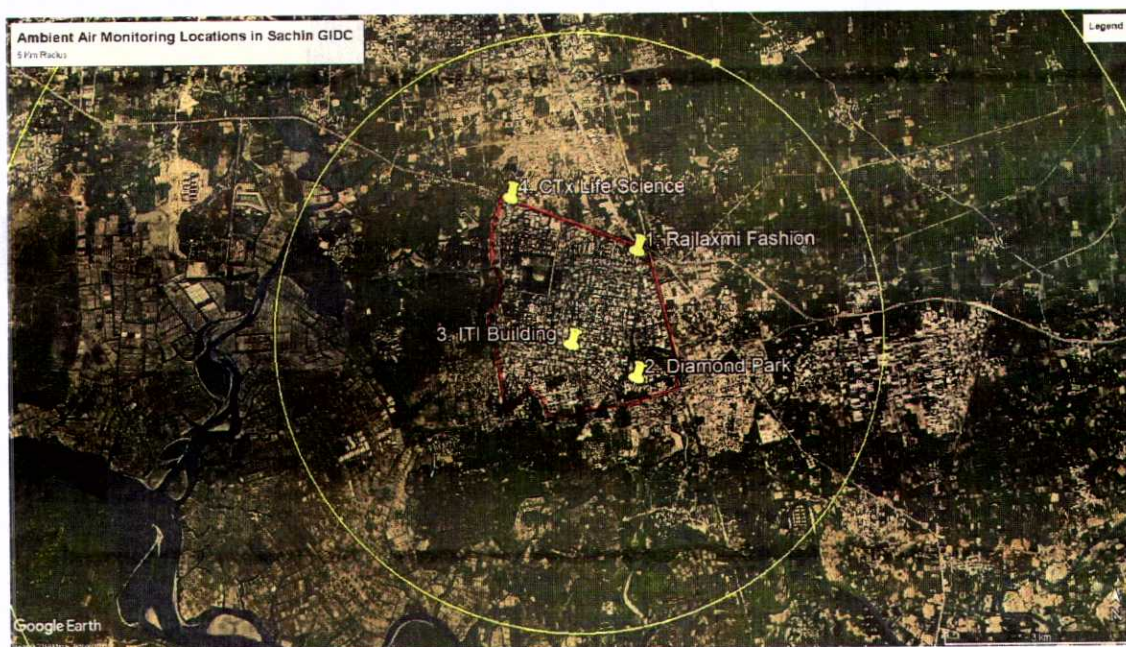 Ambient Air Monitoring Locations in Sachin GIDC
5 Km Radius
Legend
4. CTx Life Science
1. Rajlaxmi Fashion
3. ITI Building
2. Diamond Park
Google Earth
N
3 km